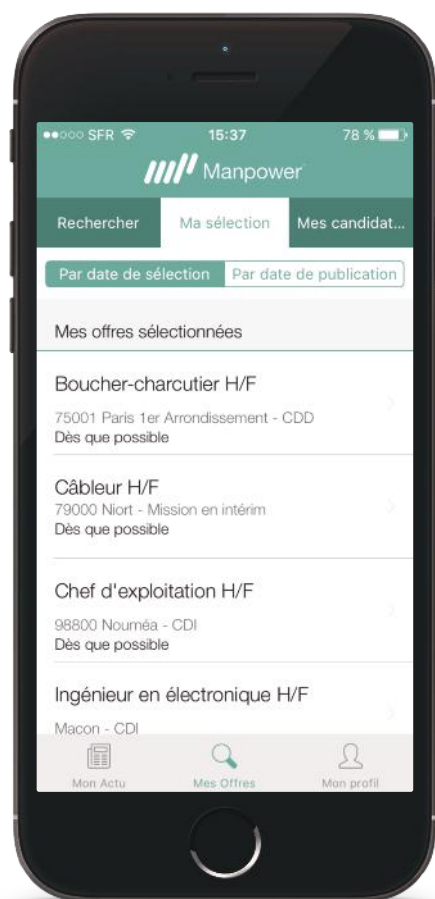 SFR 15:37 78 %
Manpower
Rechercher Ma sélection Mes candidat...
Par date de sélection Par date de publication
Mes offres sélectionnées
Boucher-charcutier H/F
75001 Paris 1er Arrondissement - CDD
Dès que possible
Câbleur H/F
79000 Niort - Mission en intérim
Dès que possible
Chef d'exploitation H/F
98800 Nouméa - CDI
Dès que possible
Ingénieur en électronique H/F
Macon - CDI
Mon Actu Mes Offres Mon profil